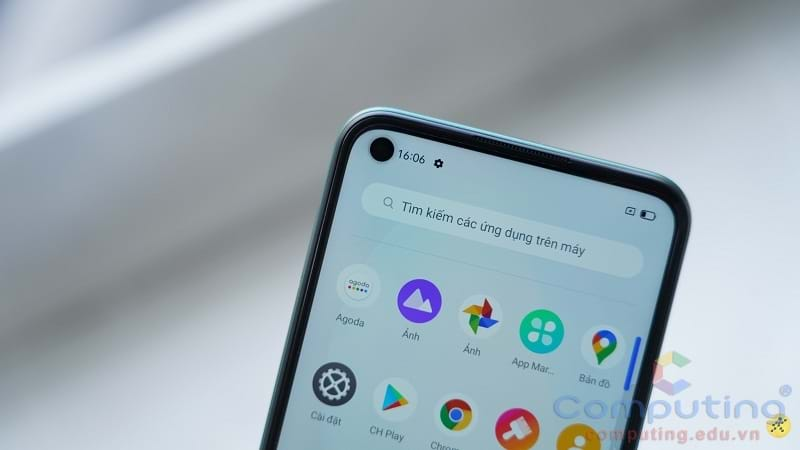 16:06
Tìm kiếm các ứng dụng trên máy
agoda
Agoda
Ảnh
Ảnh
App Mar...
Bản đồ
Cài đặt
CH Play
Computing®
computing.edu.vn